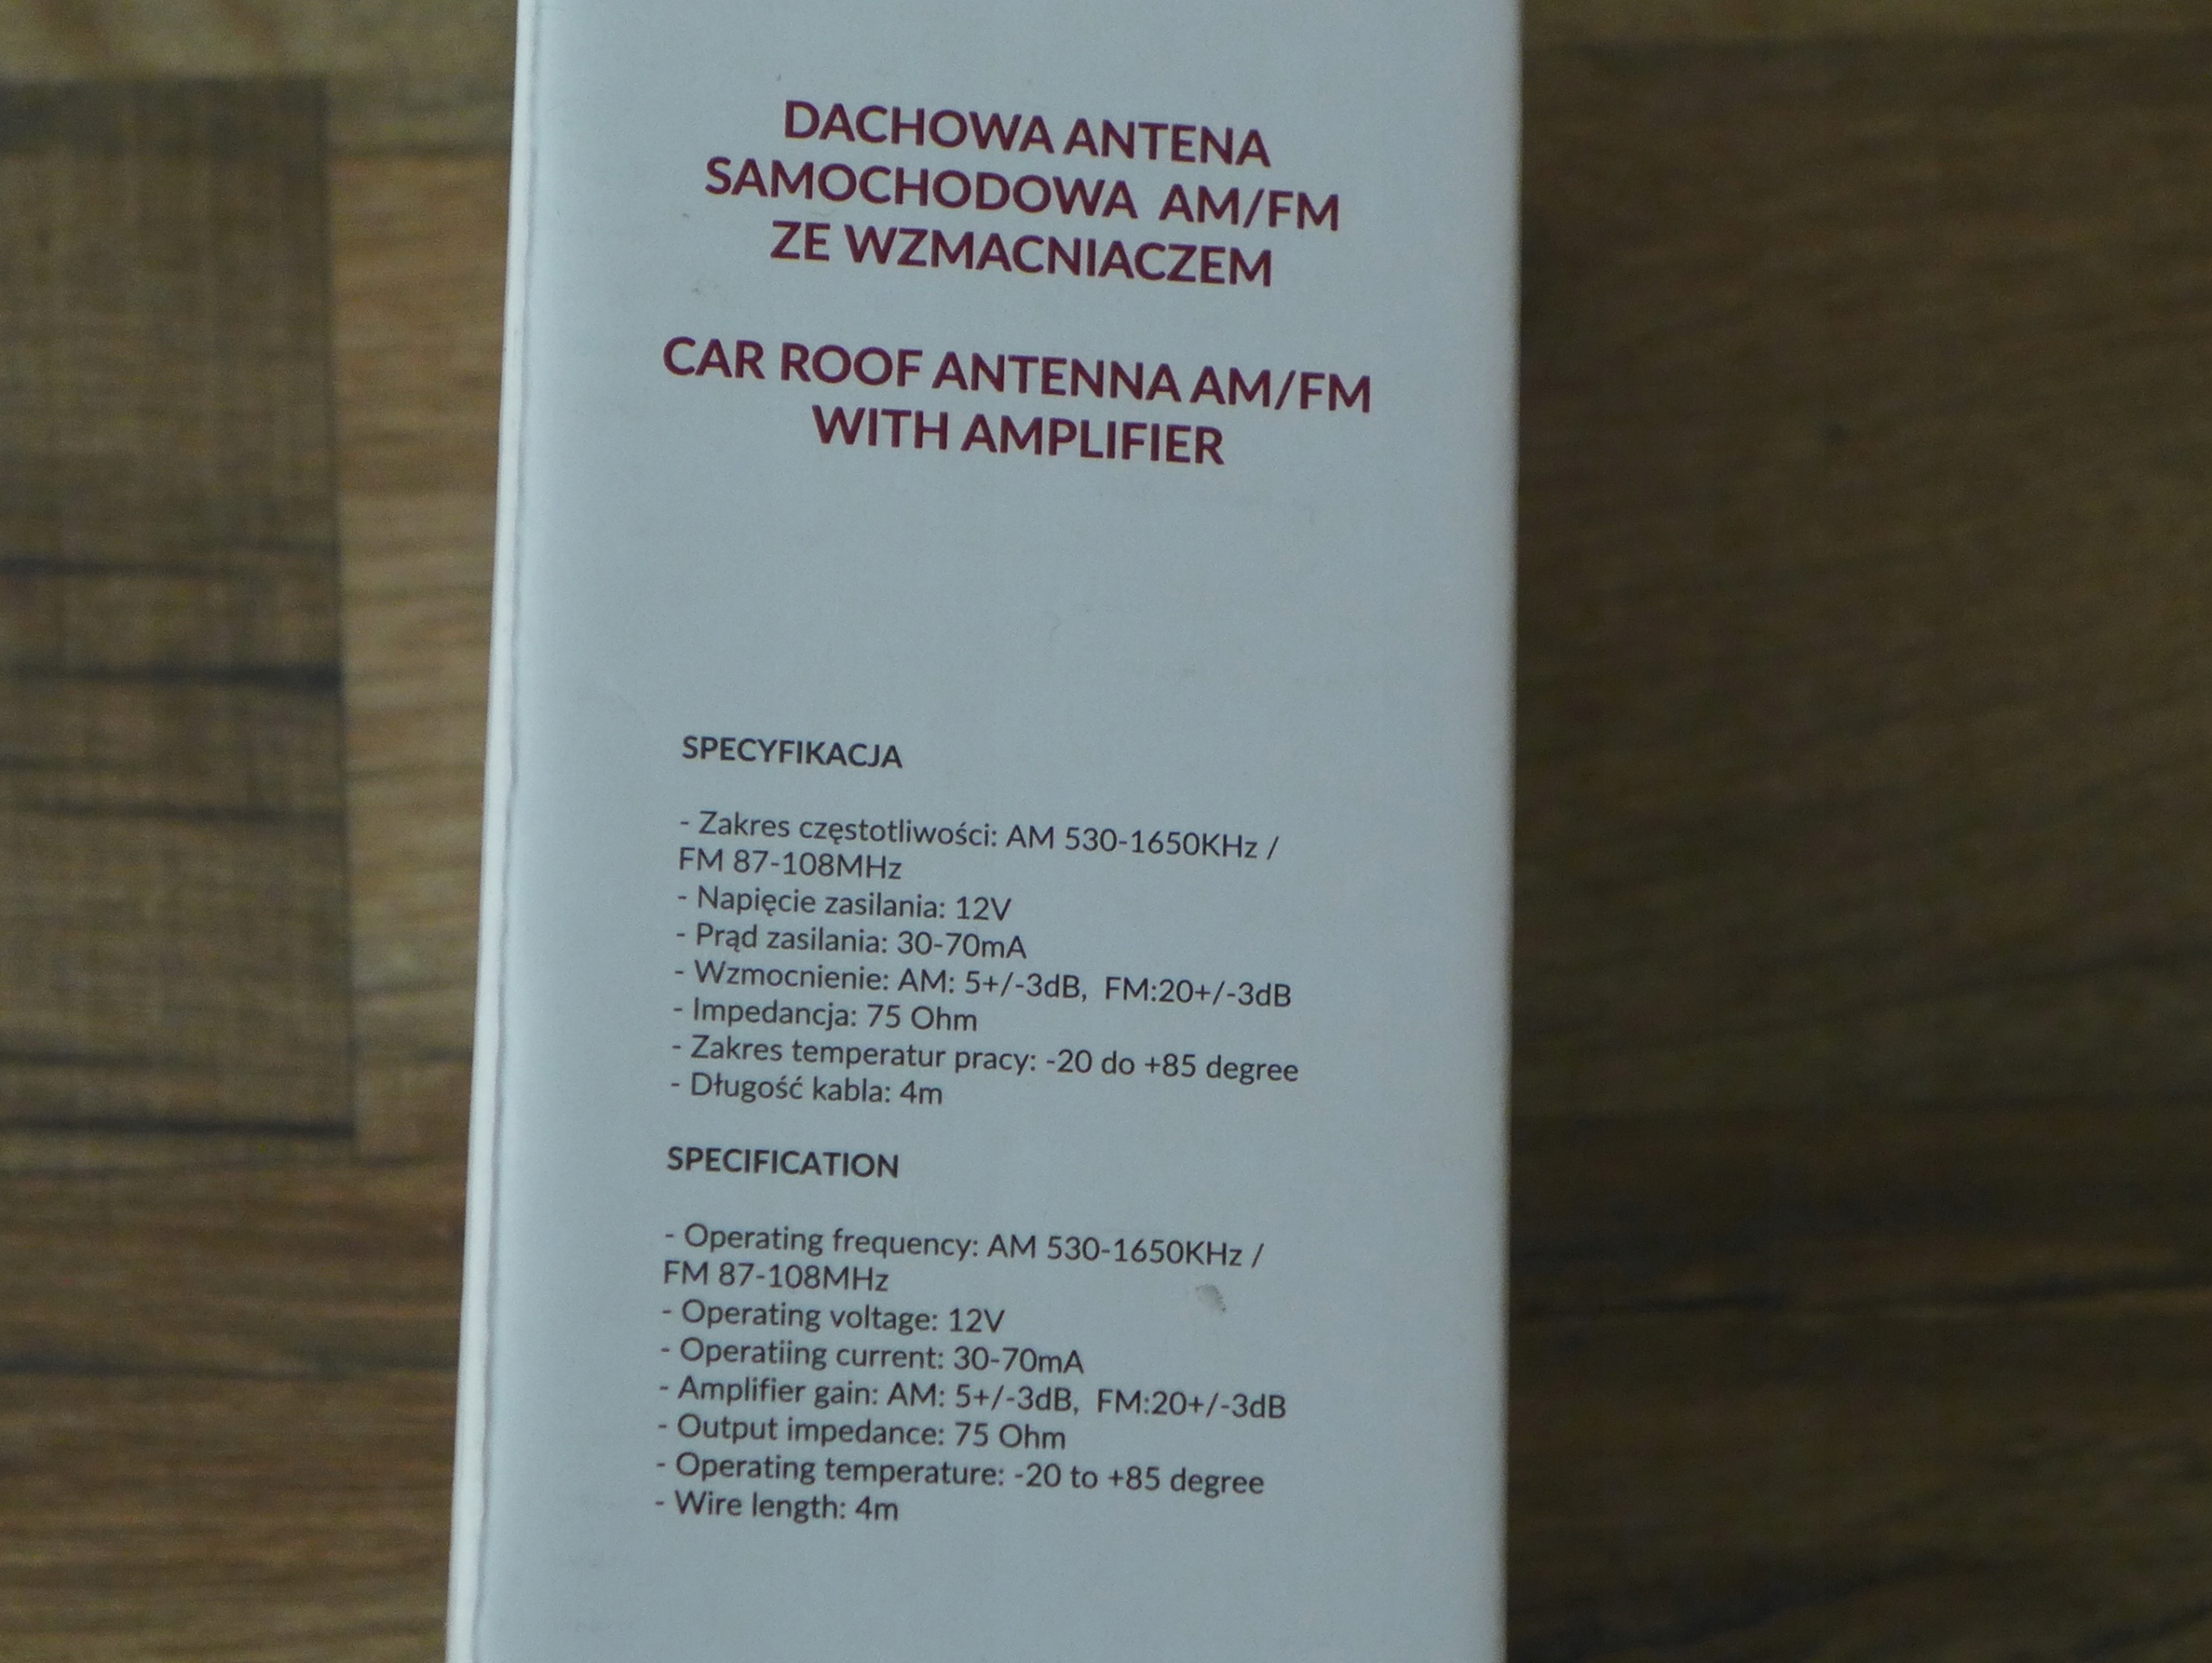 DACHOWA ANTENA
SAMOCHODOWA AM/FM
ZE WZMACNIACZEM
CAR ROOF ANTENNA AM/FM
WITH AMPLIFIER
SPECYFIKACJA
- Zakres częstotliwości: AM 530-1650KHz /
FM 87-108MHz
- Napięcie zasilania: 12V
- Prąd zasilania: 30-70mA
- Wzmocnienie: AM: 5+/-3dB, FM:20+/-3dB
- Impedancja: 75 Ohm
- Zakres temperatur pracy: -20 do +85 degree
- Długość kabla: 4m
SPECIFICATION
- Operating frequency: AM 530-1650KHz /
FM 87-108MHz
- Operating voltage: 12V
- Operatiing current: 30-70mA
- Amplifier gain: AM: 5+/-3dB, FM:20+/-3dB
- Output impedance: 75 Ohm
- Operating temperature: -20 to +85 degree
- Wire length: 4m